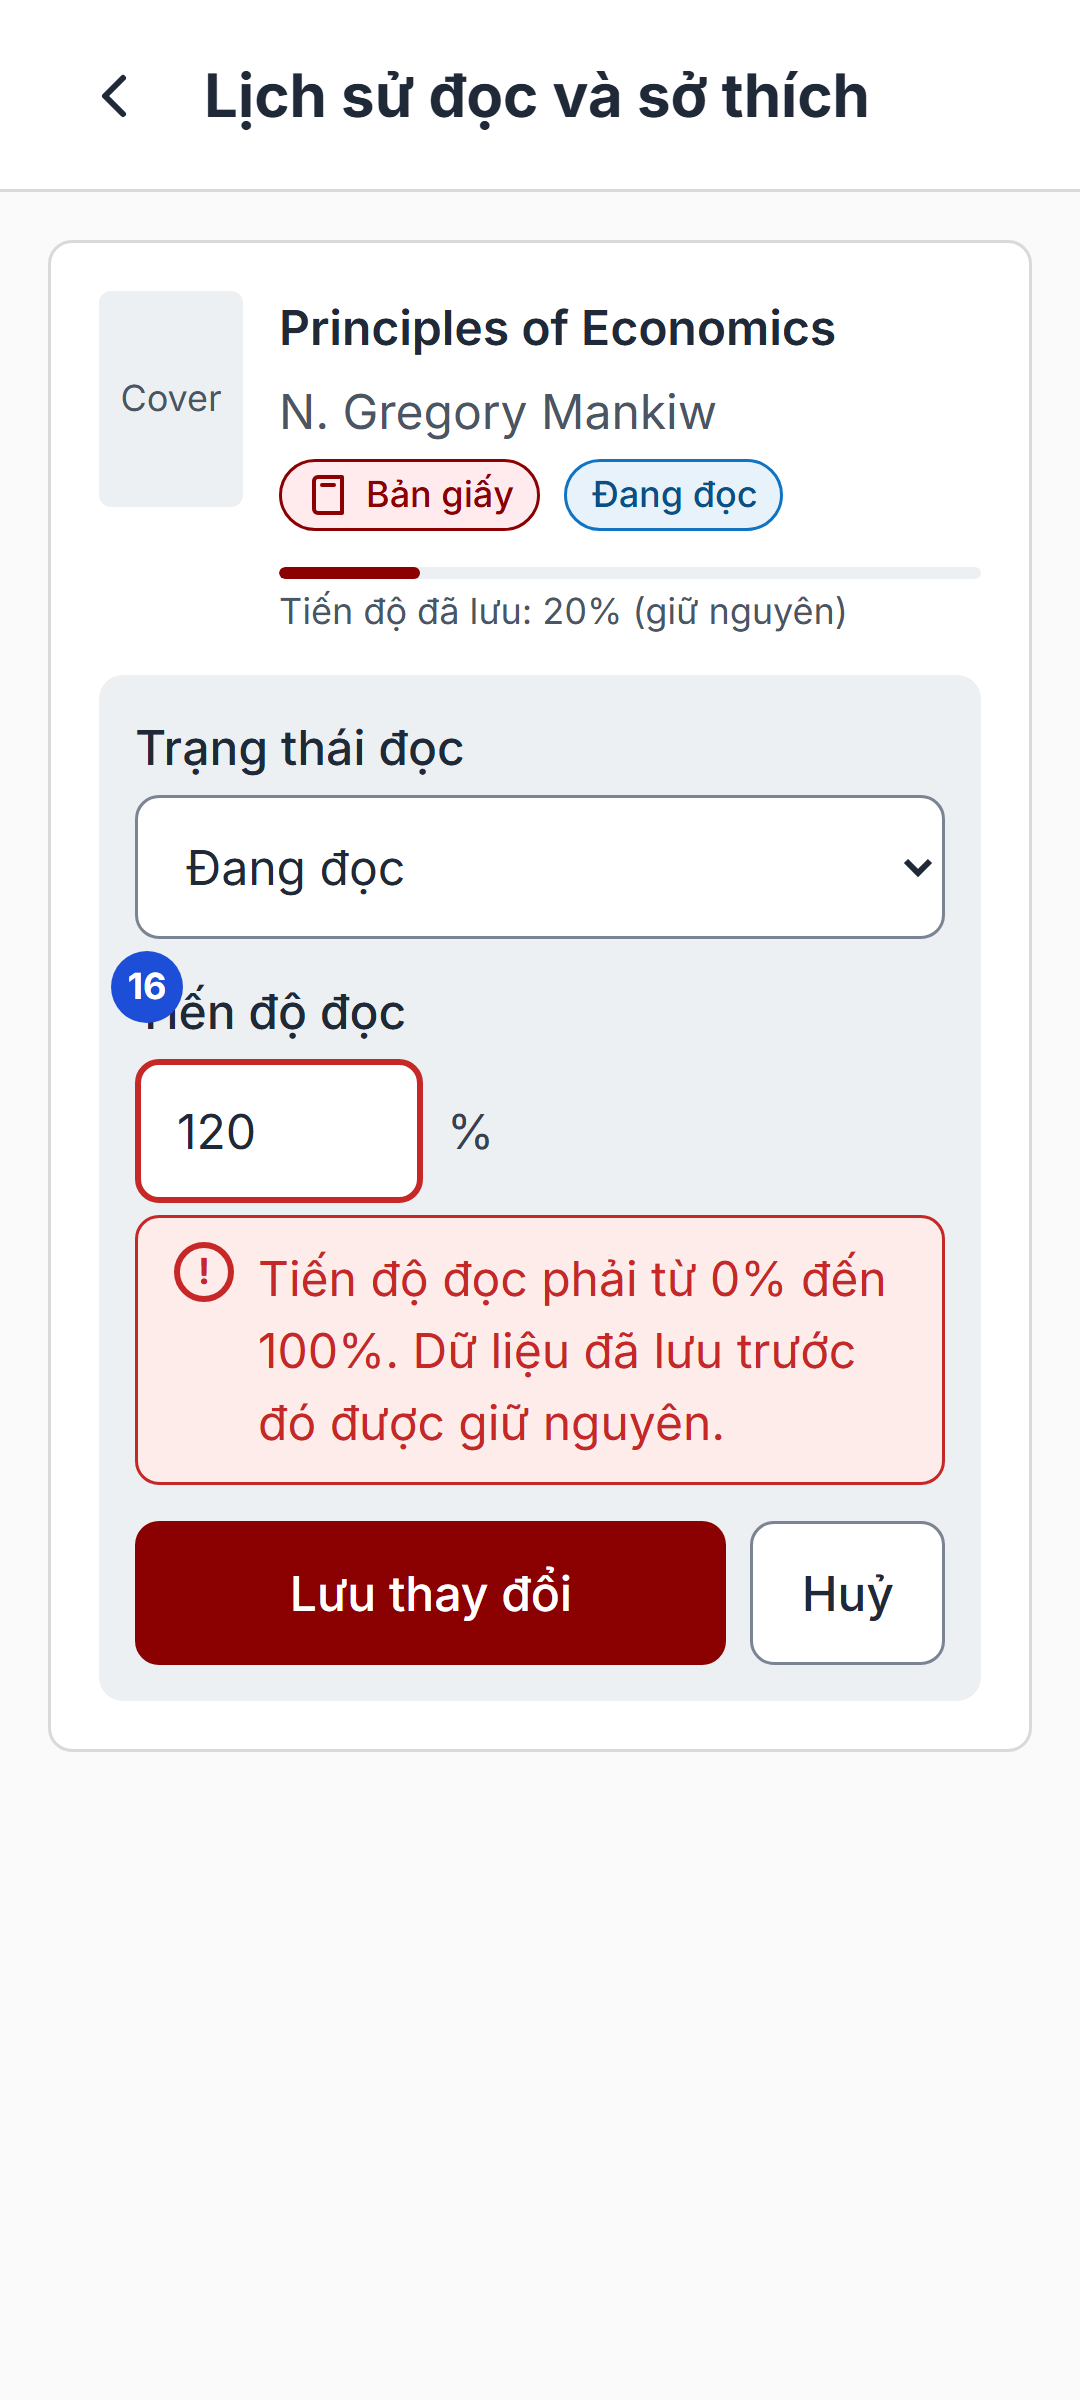 Lịch sử đọc và sở thích
Cover
Principles of Economics
N. Gregory Mankiw
Bản giấy
Đang đọc
Tiến độ đã lưu: 20% (giữ nguyên)
Trạng thái đọc
Đang đọc
16
Tiến độ đọc
120
%
!
Tiến độ đọc phải từ 0% đến
100%. Dữ liệu đã lưu trước
đó được giữ nguyên.
Lưu thay đổi
Huỷ